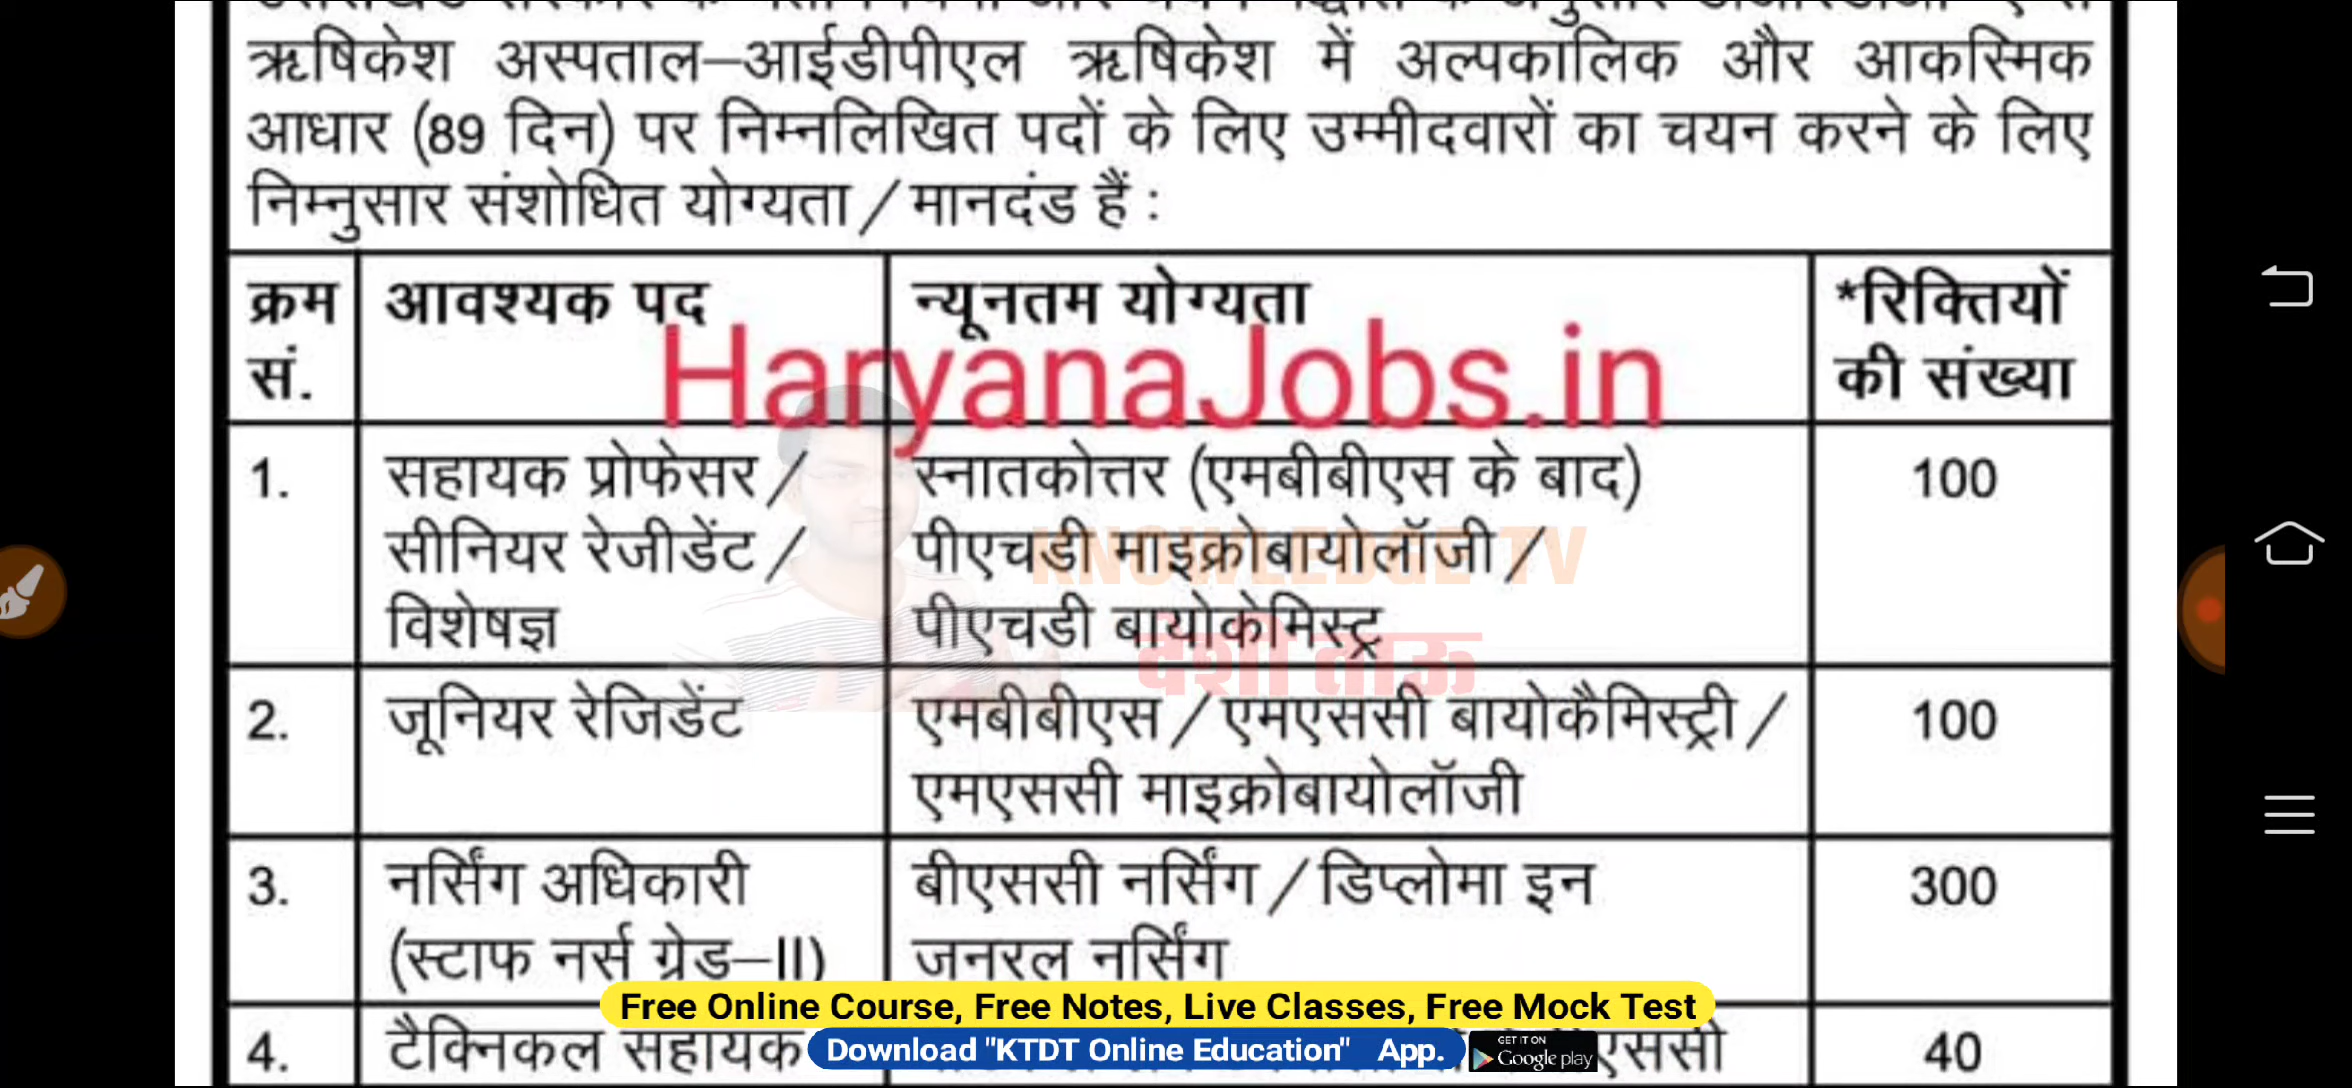 ऋषिकेश अस्पताल–आईडीपीएल ऋषिकेश में अल्पकालिक और आकस्मिक
आधार (89 दिन) पर निम्नलिखित पदों के लिए उम्मीदवारों का चयन करने के लिए
निम्नुसार संशोधित योग्यता / मानदंड हैं :
क्रम सं. आवश्यक पद न्यूनतम योग्यता *रिक्तियों की संख्या
HaryanaJobs.in
1. सहायक प्रोफेसर / स्नातकोत्तर (एमबीबीएस के बाद) 100
सीनियर रेजीडेंट / पीएचडी माइक्रोबायोलॉजी /
KNOWLEDGE TV
विशेषज्ञ पीएचडी बायोकेमिस्ट्र
2. जूनियर रेजिडेंट एमबीबीएस / एमएससी बायोकैमिस्ट्री / 100
एमएससी माइक्रोबायोलॉजी
3. नर्सिंग अधिकारी बीएससी नर्सिंग / डिप्लोमा इन 300
(स्टाफ नर्स ग्रेड–II) जनरल नर्सिंग
Free Online Course, Free Notes, Live Classes, Free Mock Test
4. टैक्निकल सहायक 40
Download "KTDT Online Education" App.
GET IT ON
Google play